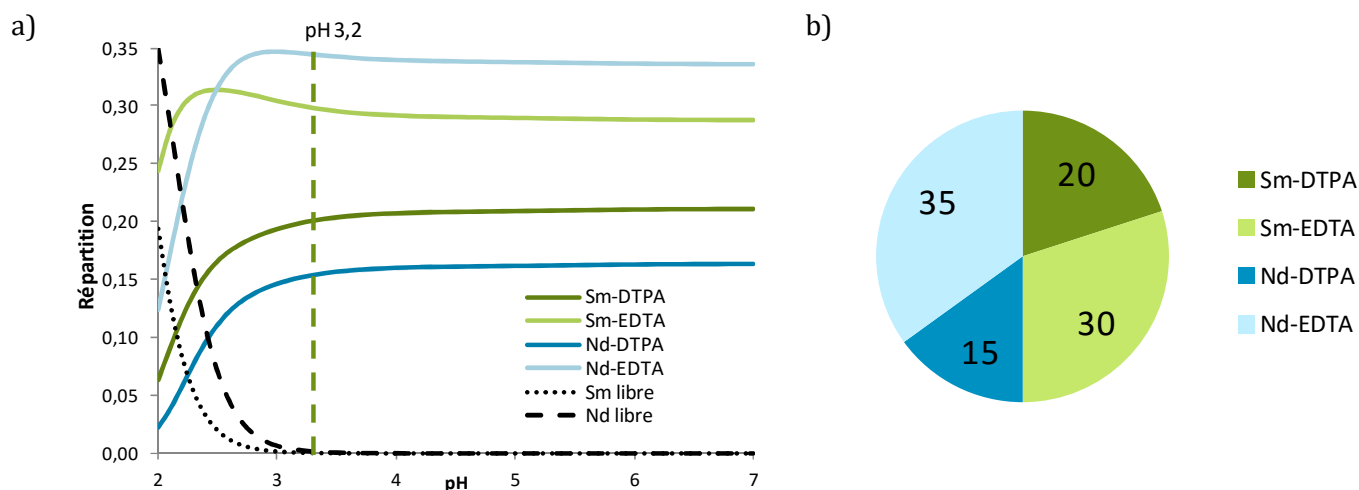 a)
pH 3,2
0,35
0,30
0,25
0,20
0,15
0,10
0,05
0,00
Répartition
2
3
4
5
6
7
pH
Sm-DTPA
Sm-EDTA
Nd-DTPA
Nd-EDTA
Sm libre
Nd libre
b)
20
30
15
35
Sm-DTPA
Sm-EDTA
Nd-DTPA
Nd-EDTA